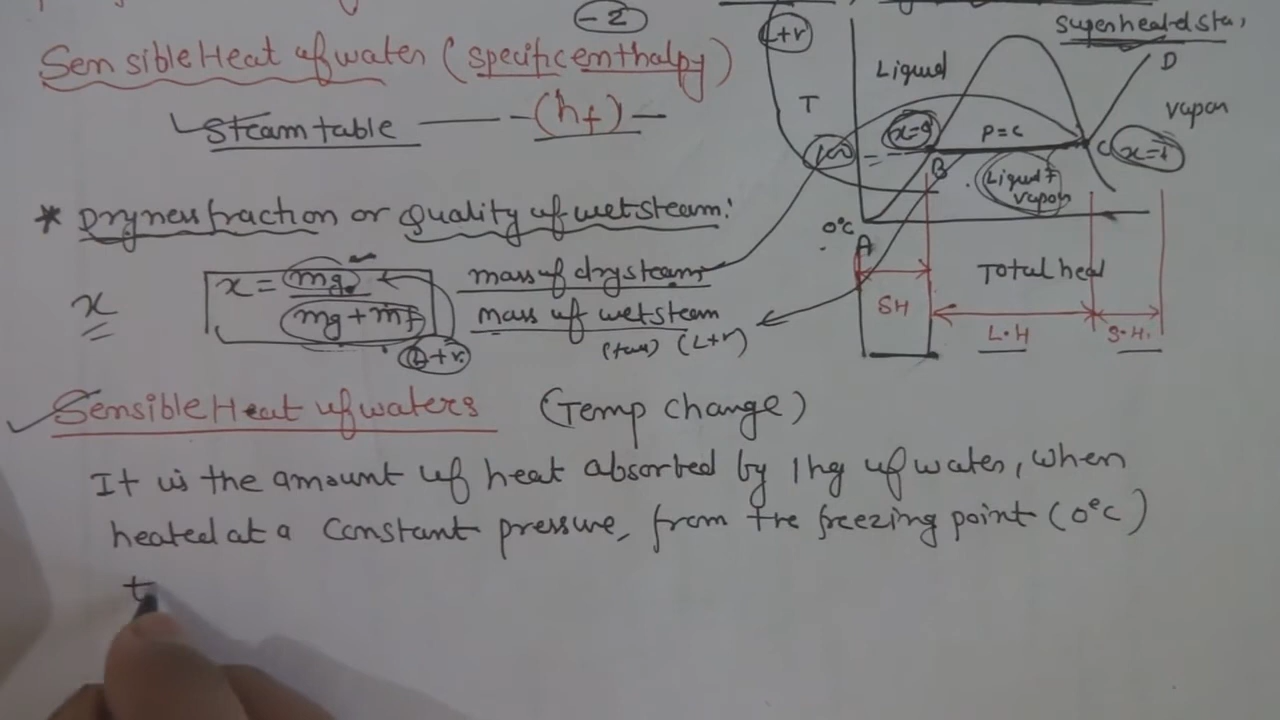 - 2
Sensible Heat of water (specific enthalpy)
Steam table — - (hf) -
* Dryness fraction or quality of wet steam:
x
x = mg / mg + mf
mass of dry steam
mass of wet steam
(L+v)
L+v
Sensible Heat of waters (Temp change)
It is the amount of heat absorbed by 1kg of water, when
heated at a constant pressure, from the freezing point (0°C)
t
L+v
Superheated sta,
Liquid
D
T
vapou
x=0
P=c
100
C
x=1
B
Liquid +
vapou
0°C
A
Total heat
SH
L.H
S.H.